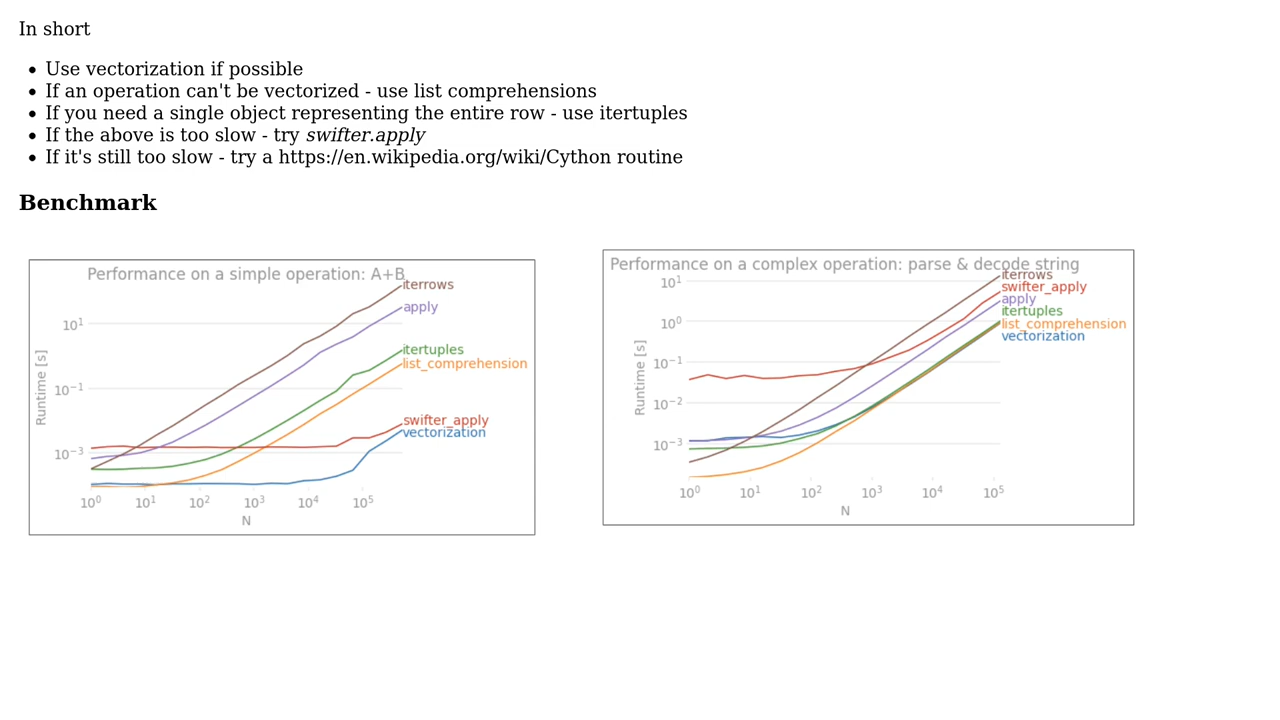 In short
• Use vectorization if possible
• If an operation can't be vectorized - use list comprehensions
• If you need a single object representing the entire row - use itertuples
• If the above is too slow - try swifter.apply
• If it's still too slow - try a https://en.wikipedia.org/wiki/Cython routine
Benchmark
Performance on a simple operation: A+B
iterrows
apply
itertuples
list_comprehension
swifter_apply
vectorization
Runtime [s]
10¹
10⁻¹
10⁻³
10⁰ 10¹ 10² 10³ 10⁴ 10⁵
N
Performance on a complex operation: parse & decode string
iterrows
swifter_apply
apply
itertuples
list_comprehension
vectorization
Runtime [s]
10¹
10⁰
10⁻¹
10⁻²
10⁻³
10⁰ 10¹ 10² 10³ 10⁴ 10⁵
N